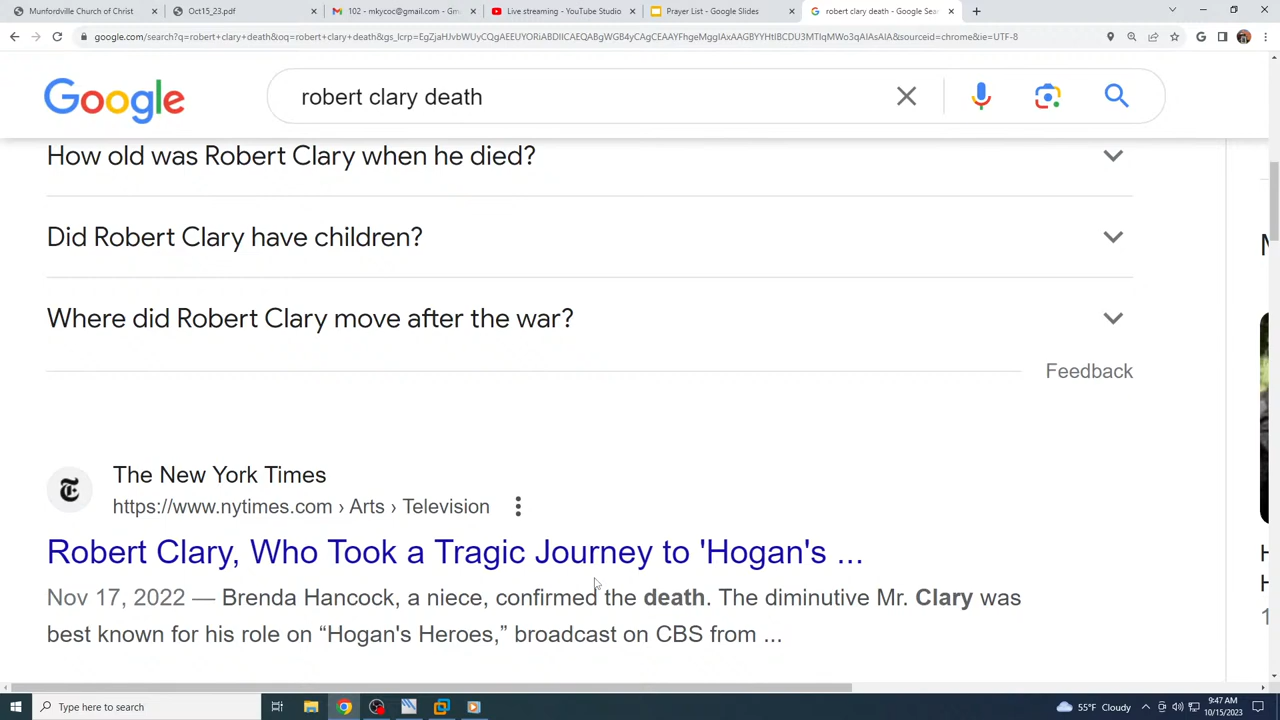 Munfordville Church of Christ
Oct15_23.pdf
102 - mkycoc@gmail.com - Gm
Live streaming - YouTube Studio
Prayer List - Google Slides
robert clary death - Google Sea
Google
robert clary death
How old was Robert Clary when he died?
Did Robert Clary have children?
Where did Robert Clary move after the war?
Feedback
The New York Times
https://www.nytimes.com › Arts › Television
Robert Clary, Who Took a Tragic Journey to 'Hogan's ...
Nov 17, 2022 — Brenda Hancock, a niece, confirmed the death. The diminutive Mr. Clary was
best known for his role on “Hogan's Heroes,” broadcast on CBS from ...
Type here to search
55°F Cloudy
9:47 AM
10/15/2023